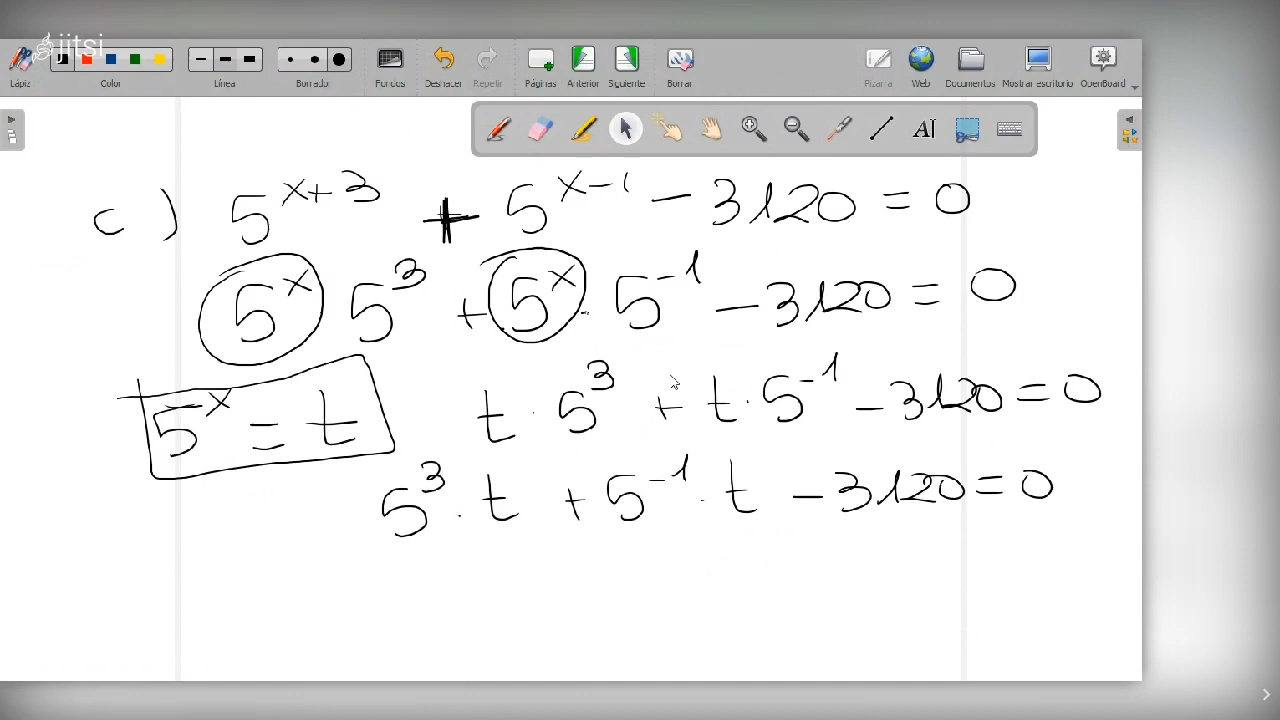 jitsi
Lápiz Color Línea Borrador Fondos Deshacer Repetir Páginas Anterior Siguiente Borrar Pizarra Web Documentos Mostrar escritorio OpenBoard
c) 5^(x+3) + 5^(x-1) - 3120 = 0
5^x 5^3 + 5^x · 5^-1 - 3120 = 0
5^x = t t · 5^3 + t · 5^-1 - 3120 = 0
5^3 · t + 5^-1 · t - 3120 = 0